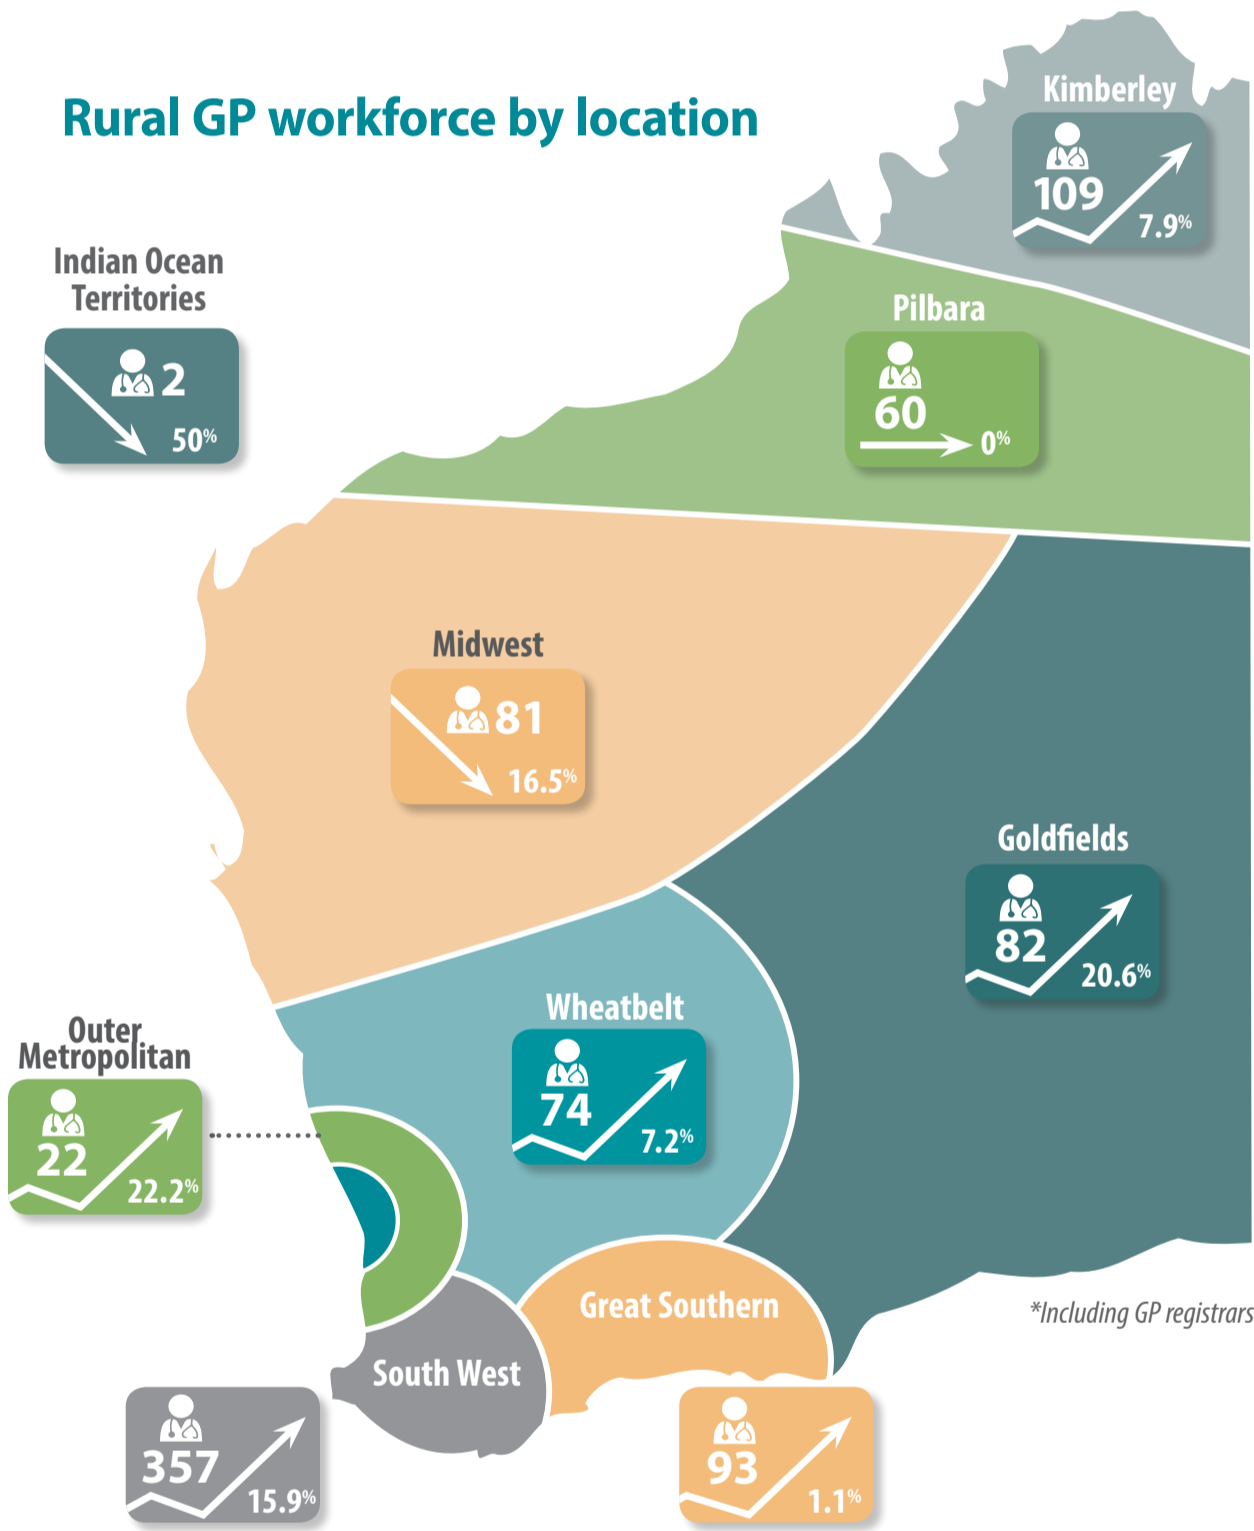 Rural GP workforce by location
Kimberley
109
7.9%
Indian Ocean
Territories
2
50%
Pilbara
60
0%
Midwest
81
16.5%
Goldfields
82
20.6%
Wheatbelt
74
7.2%
Outer
Metropolitan
22
22.2%
Great Southern
93
1.1%
South West
357
15.9%
*Including GP registrars